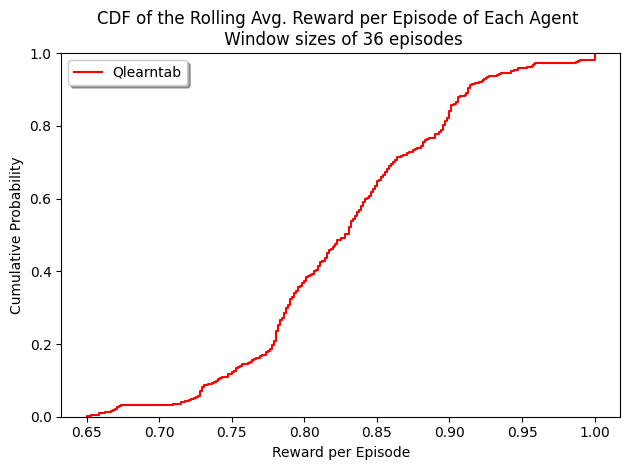 CDF of the Rolling Avg. Reward per Episode of Each Agent
Window sizes of 36 episodes
Qlearntab
Cumulative Probability
1.0
0.8
0.6
0.4
0.2
0.0
0.65 0.70 0.75 0.80 0.85 0.90 0.95 1.00
Reward per Episode